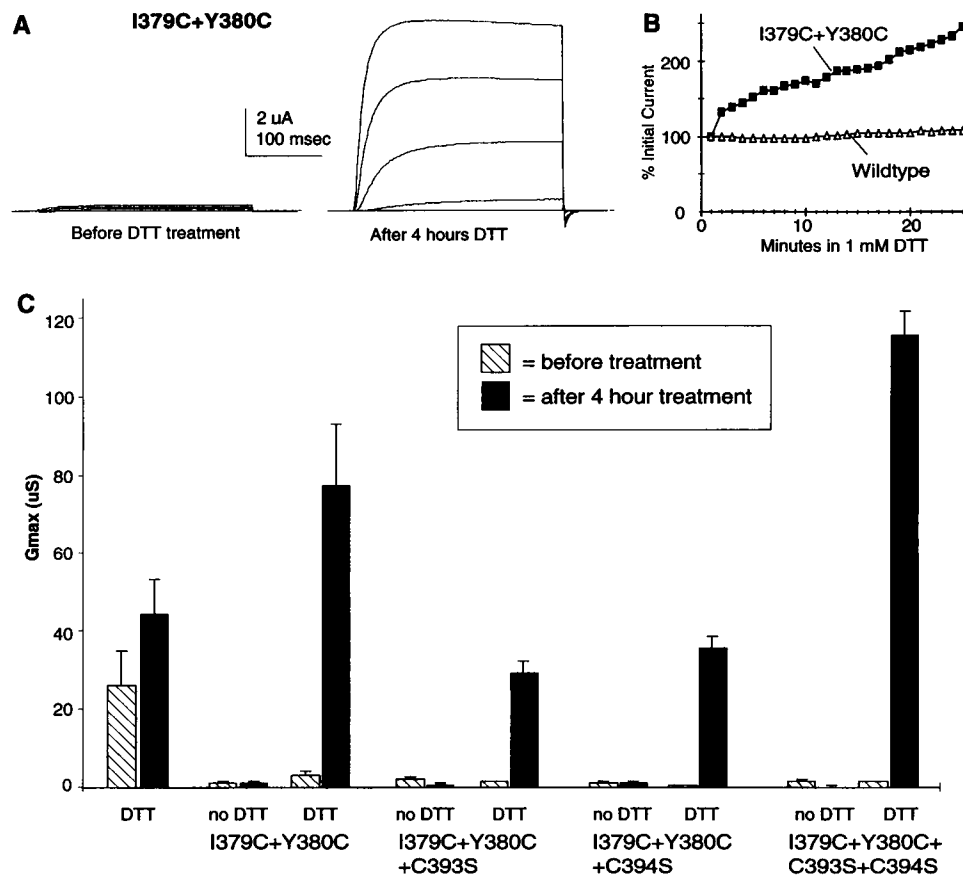 A
I379C+Y380C
2 uA
100 msec
Before DTT treatment
After 4 hours DTT
B
I379C+Y380C
Wildtype
% Initial Current
200
100
0
0
10
20
Minutes in 1 mM DTT
C
= before treatment
= after 4 hour treatment
Gmax (uS)
120
100
80
60
40
20
0
DTT
no DTT
DTT
no DTT
DTT
no DTT
DTT
no DTT
DTT
I379C+Y380C
I379C+Y380C
+C393S
I379C+Y380C
+C394S
I379C+Y380C+
C393S+C394S